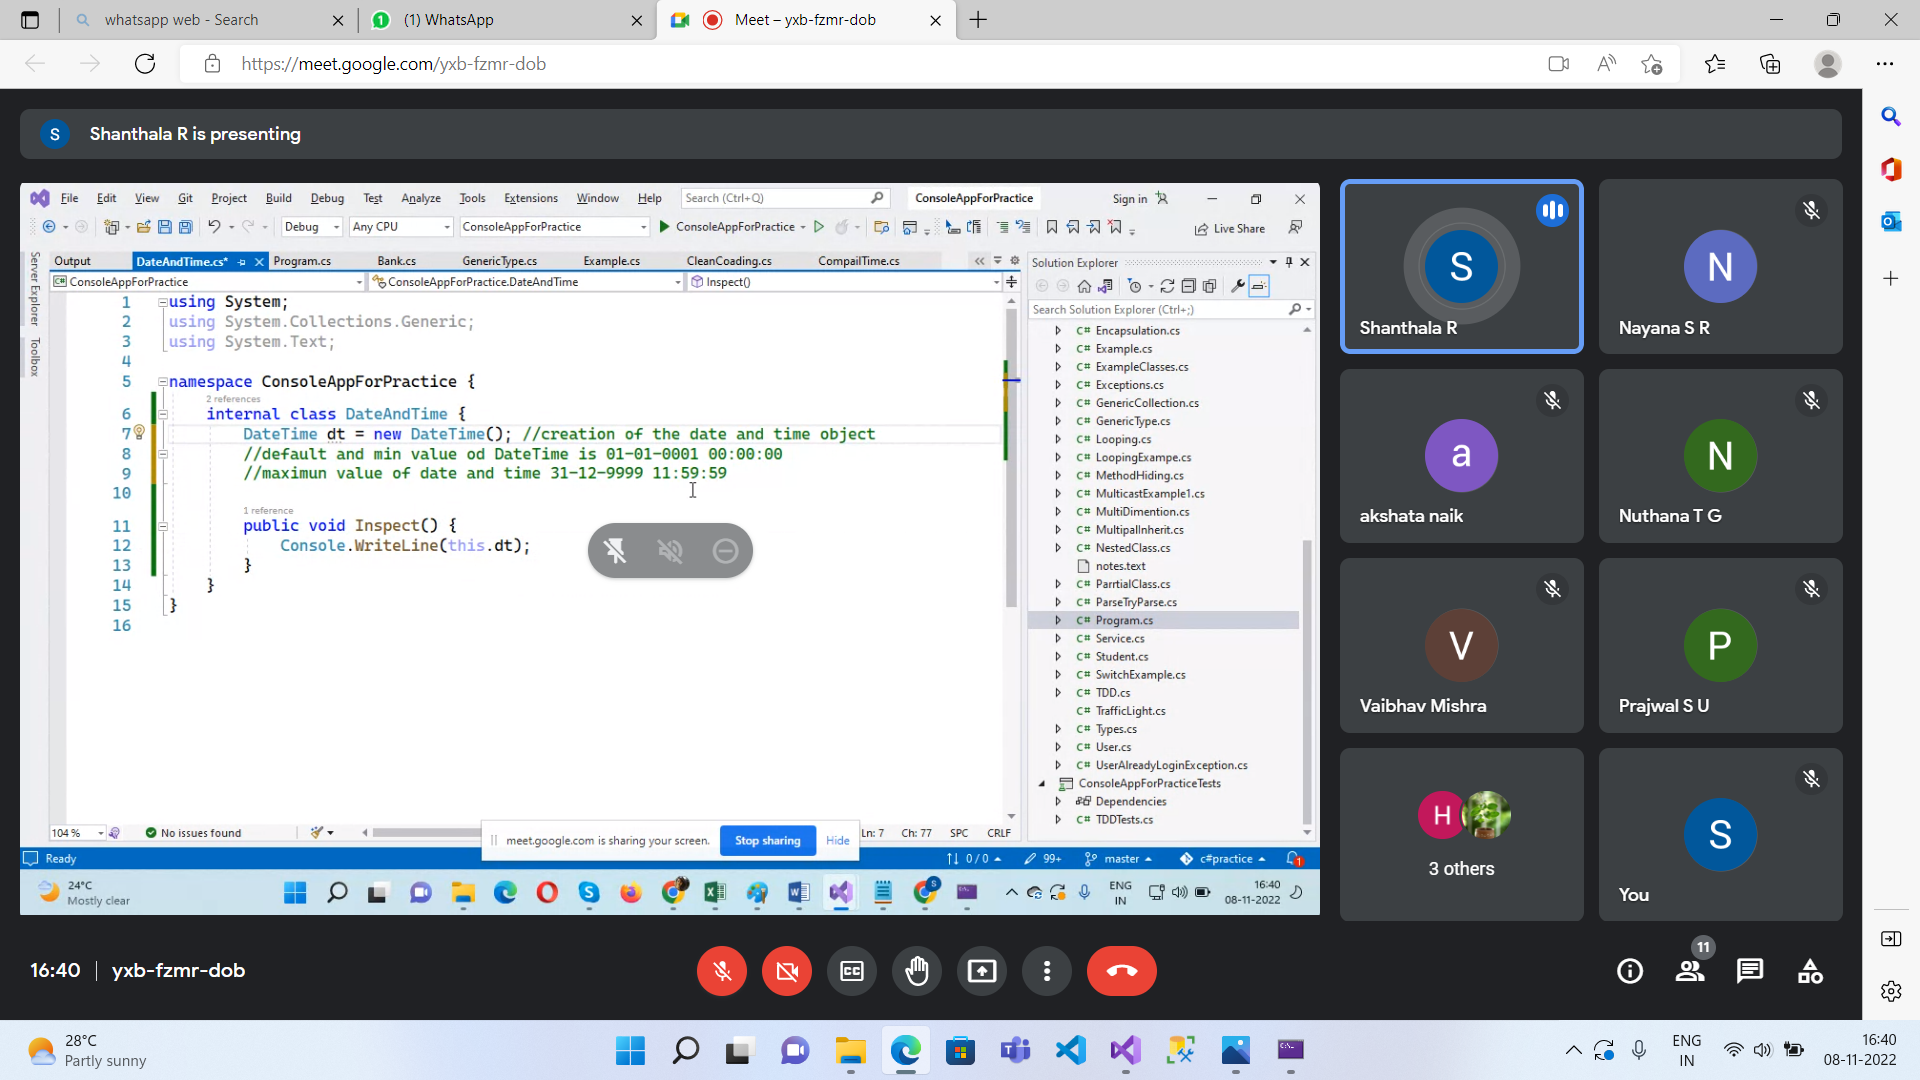 whatsapp web - Search
(1) WhatsApp
Meet – yxb-fzmr-dob
https://meet.google.com/yxb-fzmr-dob
S Shanthala R is presenting
File Edit View Git Project Build Debug Test Analyze Tools Extensions Window Help Search (Ctrl+Q) ConsoleAppForPractice Sign in
Debug Any CPU ConsoleAppForPractice ConsoleAppForPractice Live Share
Server Explorer
Toolbox
Output DateAndTime.cs* Program.cs Bank.cs GenericType.cs Example.cs CleanCoading.cs CompailTime.cs
ConsoleAppForPractice ConsoleAppForPractice.DateAndTime Inspect()
1 using System;
2 using System.Collections.Generic;
3 using System.Text;
4
5 namespace ConsoleAppForPractice {
2 references
6 internal class DateAndTime {
7 DateTime dt = new DateTime(); //creation of the date and time object
8 //default and min value od DateTime is 01-01-0001 00:00:00
9 //maximun value of date and time 31-12-9999 11:59:59
10
1 reference
11 public void Inspect() {
12 Console.WriteLine(this.dt);
13 }
14 }
15 }
16
104 % No issues found Ln: 7 Ch: 77 SPC CRLF
meet.google.com is sharing your screen. Stop sharing Hide
Ready 0 / 0 99+ master c#practice 1
Solution Explorer
Search Solution Explorer (Ctrl+;)
C# Encapsulation.cs
C# Example.cs
C# ExampleClasses.cs
C# Exceptions.cs
C# GenericCollection.cs
C# GenericType.cs
C# Looping.cs
C# LoopingExampe.cs
C# MethodHiding.cs
C# MulticastExample1.cs
C# MultiDimention.cs
C# MultipalInherit.cs
C# NestedClass.cs
notes.text
C# ParrtialClass.cs
C# ParseTryParse.cs
C# Program.cs
C# Service.cs
C# Student.cs
C# SwitchExample.cs
C# TDD.cs
C# TrafficLight.cs
C# Types.cs
C# User.cs
C# UserAlreadyLoginException.cs
ConsoleAppForPracticeTests
Dependencies
C# TDDTests.cs
24°C
Mostly clear
ENG
IN
16:40
08-11-2022
S
Shanthala R
N
Nayana S R
a
akshata naik
N
Nuthana T G
V
Vaibhav Mishra
P
Prajwal S U
H
3 others
S
You
16:40 | yxb-fzmr-dob
CC
11
28°C
Partly sunny
ENG
IN
16:40
08-11-2022